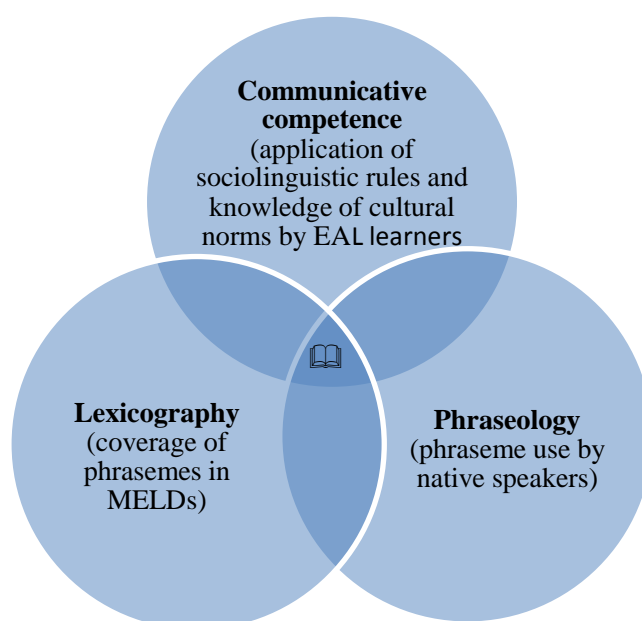 Communicative
competence
(application of
sociolinguistic rules and
knowledge of cultural
norms by EAL learners
Lexicography
(coverage of
phrasemes in
MELDs)
Phraseology
(phraseme use by
native speakers)